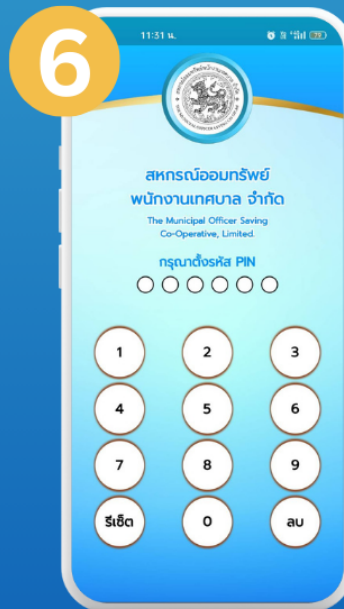 6
11:31 น.
สหกรณ์ออมทรัพย์
พนักงานเทศบาล จำกัด
The Municipal Officer Saving
Co-Operative, Limited.
กรุณาตั้งรหัส PIN
1 2 3
4 5 6
7 8 9
รีเซ็ต 0 ลบ